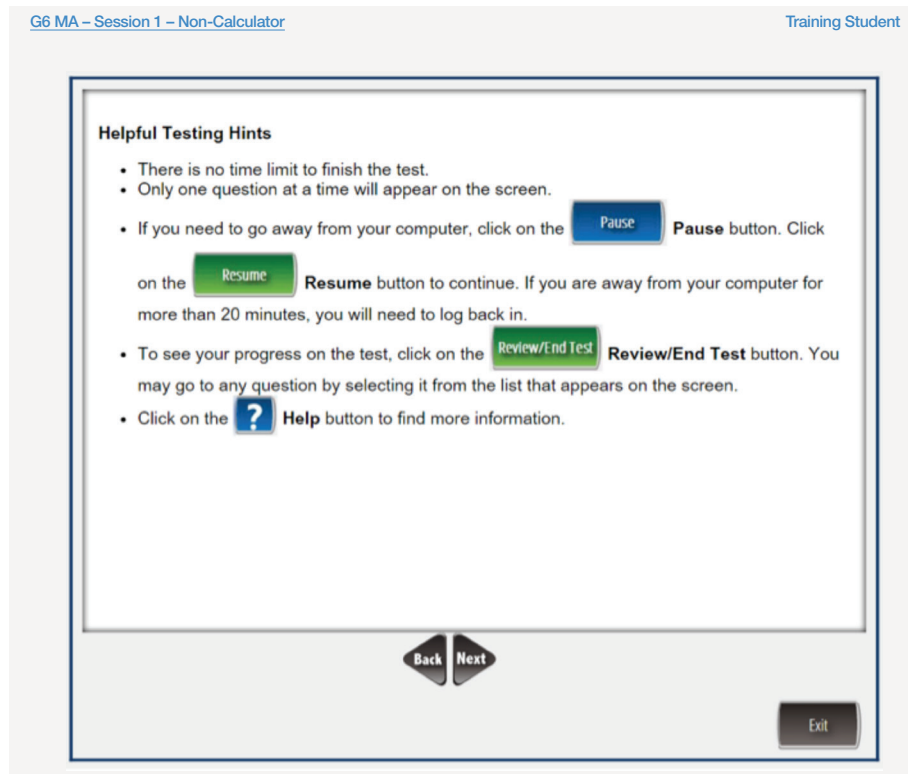 G6 MA – Session 1 – Non-Calculator Training Student
Helpful Testing Hints
• There is no time limit to finish the test.
• Only one question at a time will appear on the screen.
• If you need to go away from your computer, click on the Pause Pause button. Click
on the Resume Resume button to continue. If you are away from your computer for
more than 20 minutes, you will need to log back in.
• To see your progress on the test, click on the Review/End Test Review/End Test button. You
may go to any question by selecting it from the list that appears on the screen.
• Click on the ? Help button to find more information.
Back Next
Exit